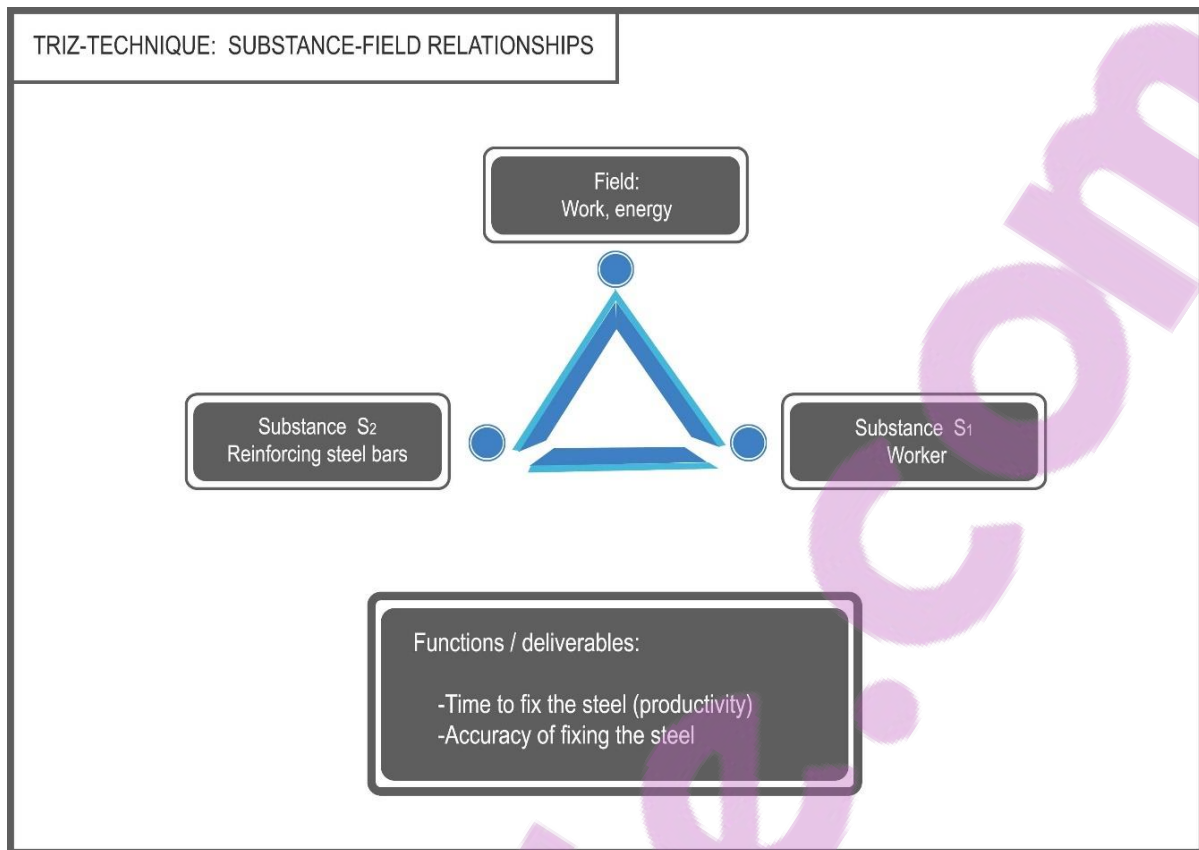 TRIZ-TECHNIQUE: SUBSTANCE-FIELD RELATIONSHIPS
Field:
Work, energy
Substance S2
Reinforcing steel bars
Substance S1
Worker
Functions / deliverables:
-Time to fix the steel (productivity)
-Accuracy of fixing the steel
e.com